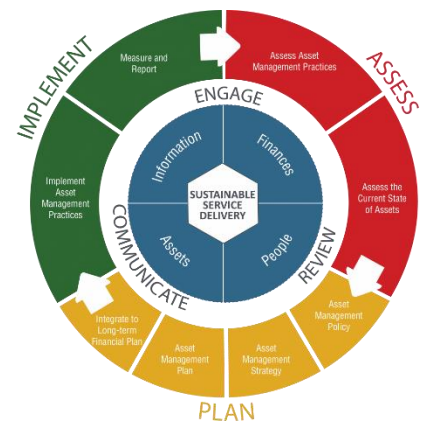 IMPLEMENT
ASSESS
PLAN
Measure and
Report
Assess Asset
Management Practices
Assess the
Current State
of Assets
Asset
Management
Policy
Asset
Management
Strategy
Asset
Management
Plan
Integrate to
Long-term
Financial Plan
Implement
Asset
Management
Practices
ENGAGE
REVIEW
COMMUNICATE
Information
Finances
People
Assets
SUSTAINABLE
SERVICE
DELIVERY